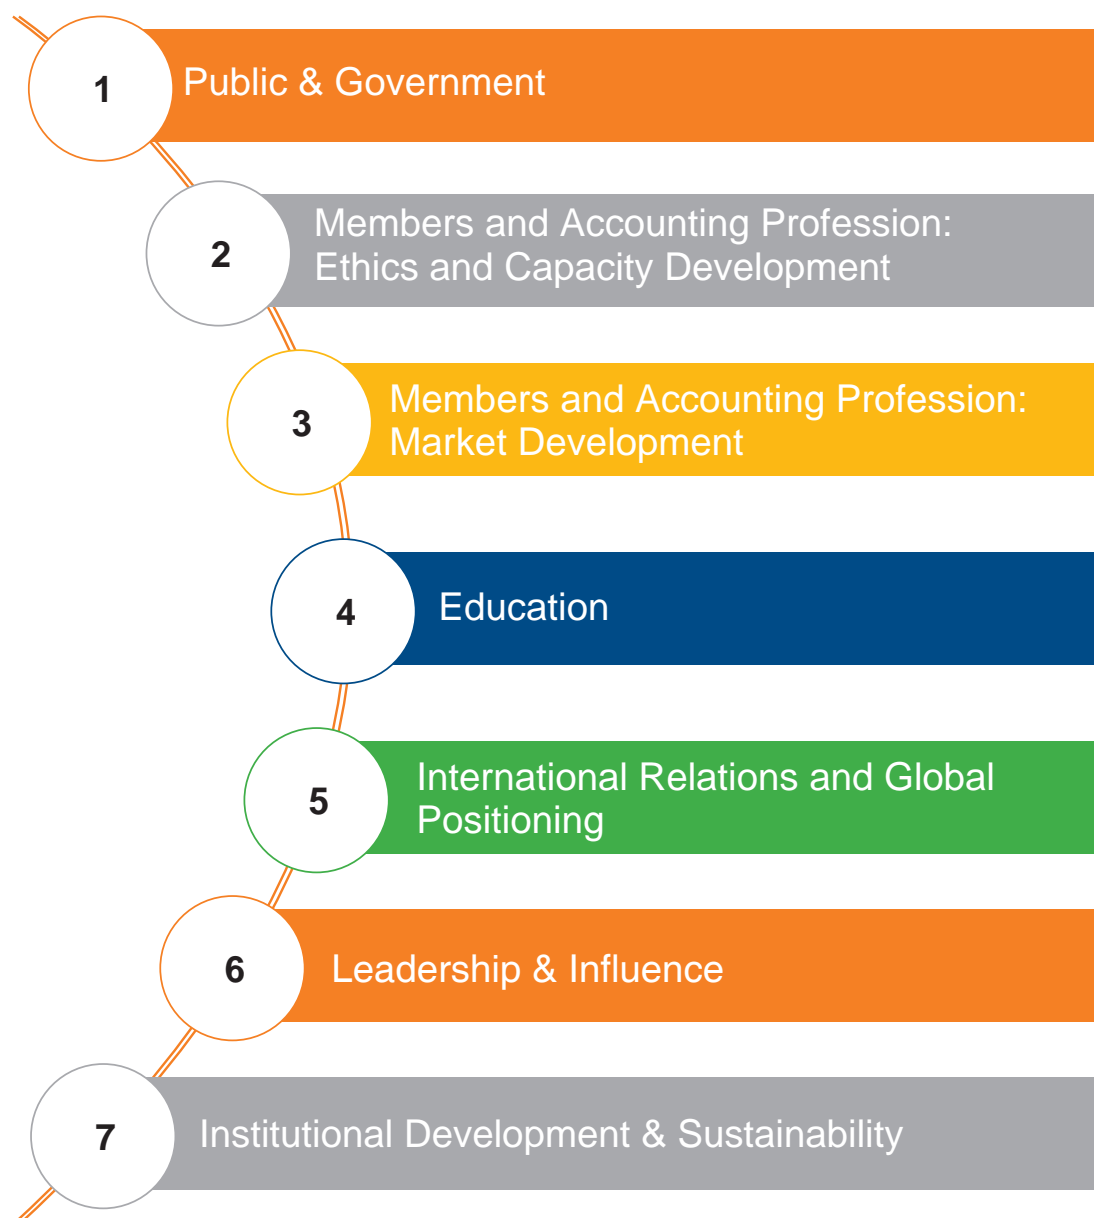 1
Public & Government
2
Members and Accounting Profession:
Ethics and Capacity Development
3
Members and Accounting Profession:
Market Development
4
Education
5
International Relations and Global
Positioning
6
Leadership & Influence
7
Institutional Development & Sustainability